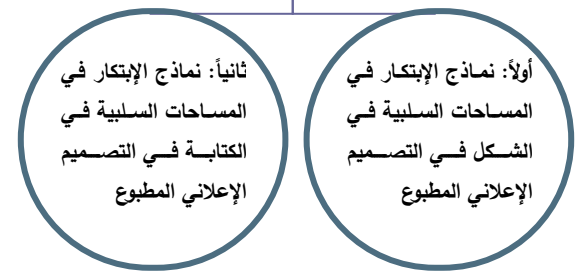 أولاً: نماذج الإبتكار في
المساحات السلبية في
الشكل في التصميم
الإعلاني المطبوع
ثانياً: نماذج الإبتكار في
المساحات السلبية في
الكتابة في التصميم
الإعلاني المطبوع